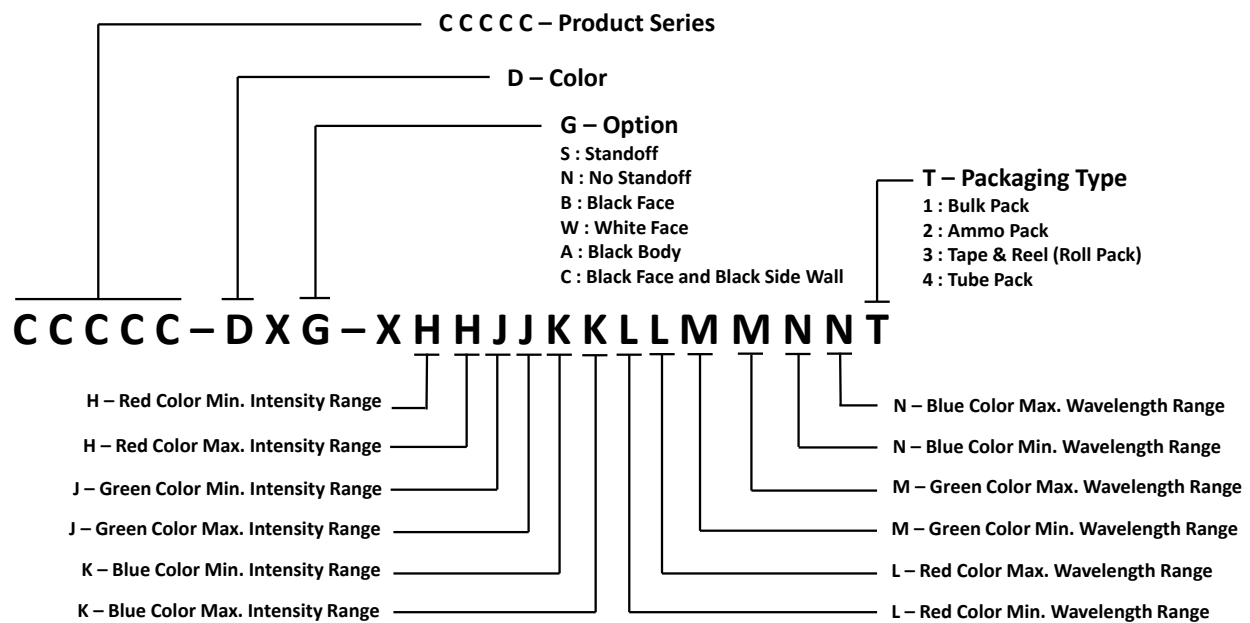 C C C C C – Product Series
D – Color
G – Option
S : Standoff
N : No Standoff
B : Black Face
W : White Face
A : Black Body
C : Black Face and Black Side Wall
T – Packaging Type
1 : Bulk Pack
2 : Ammo Pack
3 : Tape & Reel (Roll Pack)
4 : Tube Pack
C C C C C – D X G – X H H J J K K L L M M N N T
H – Red Color Min. Intensity Range
H – Red Color Max. Intensity Range
J – Green Color Min. Intensity Range
J – Green Color Max. Intensity Range
K – Blue Color Min. Intensity Range
K – Blue Color Max. Intensity Range
N – Blue Color Max. Wavelength Range
N – Blue Color Min. Wavelength Range
M – Green Color Max. Wavelength Range
M – Green Color Min. Wavelength Range
L – Red Color Max. Wavelength Range
L – Red Color Min. Wavelength Range